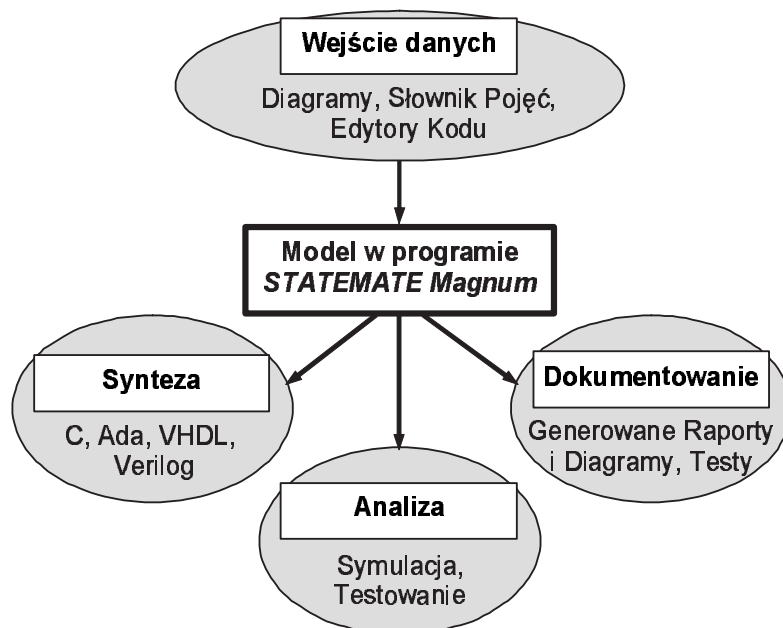 Wejście danych
Diagramy, Słownik Pojęć,
Edytory Kodu
Model w programie
STATEMATE Magnum
Synteza
C, Ada, VHDL,
Verilog
Analiza
Symulacja,
Testowanie
Dokumentowanie
Generowane Raporty
i Diagramy, Testy